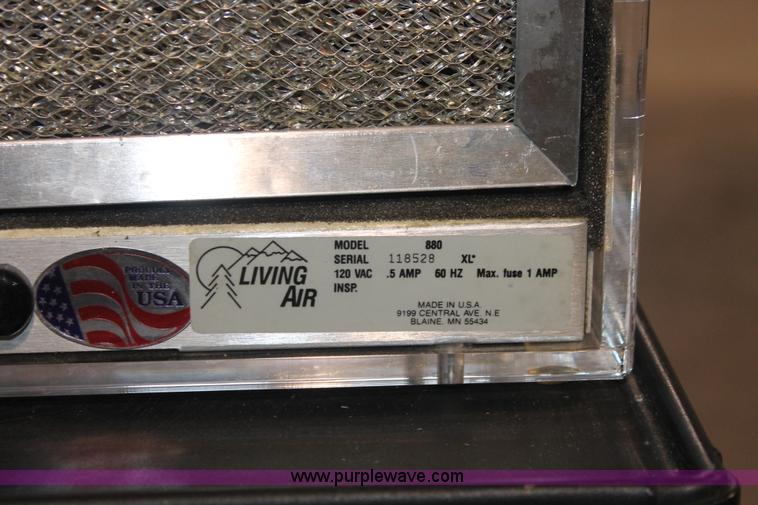 PROUDLY
MADE
IN THE
USA
LIVING
AIR
MODEL 880
SERIAL 118528 XL*
120 VAC .5 AMP 60 HZ Max. fuse 1 AMP
INSP.
MADE IN U.S.A.
9199 CENTRAL AVE. N.E
BLAINE, MN 55434
www.purplewave.com